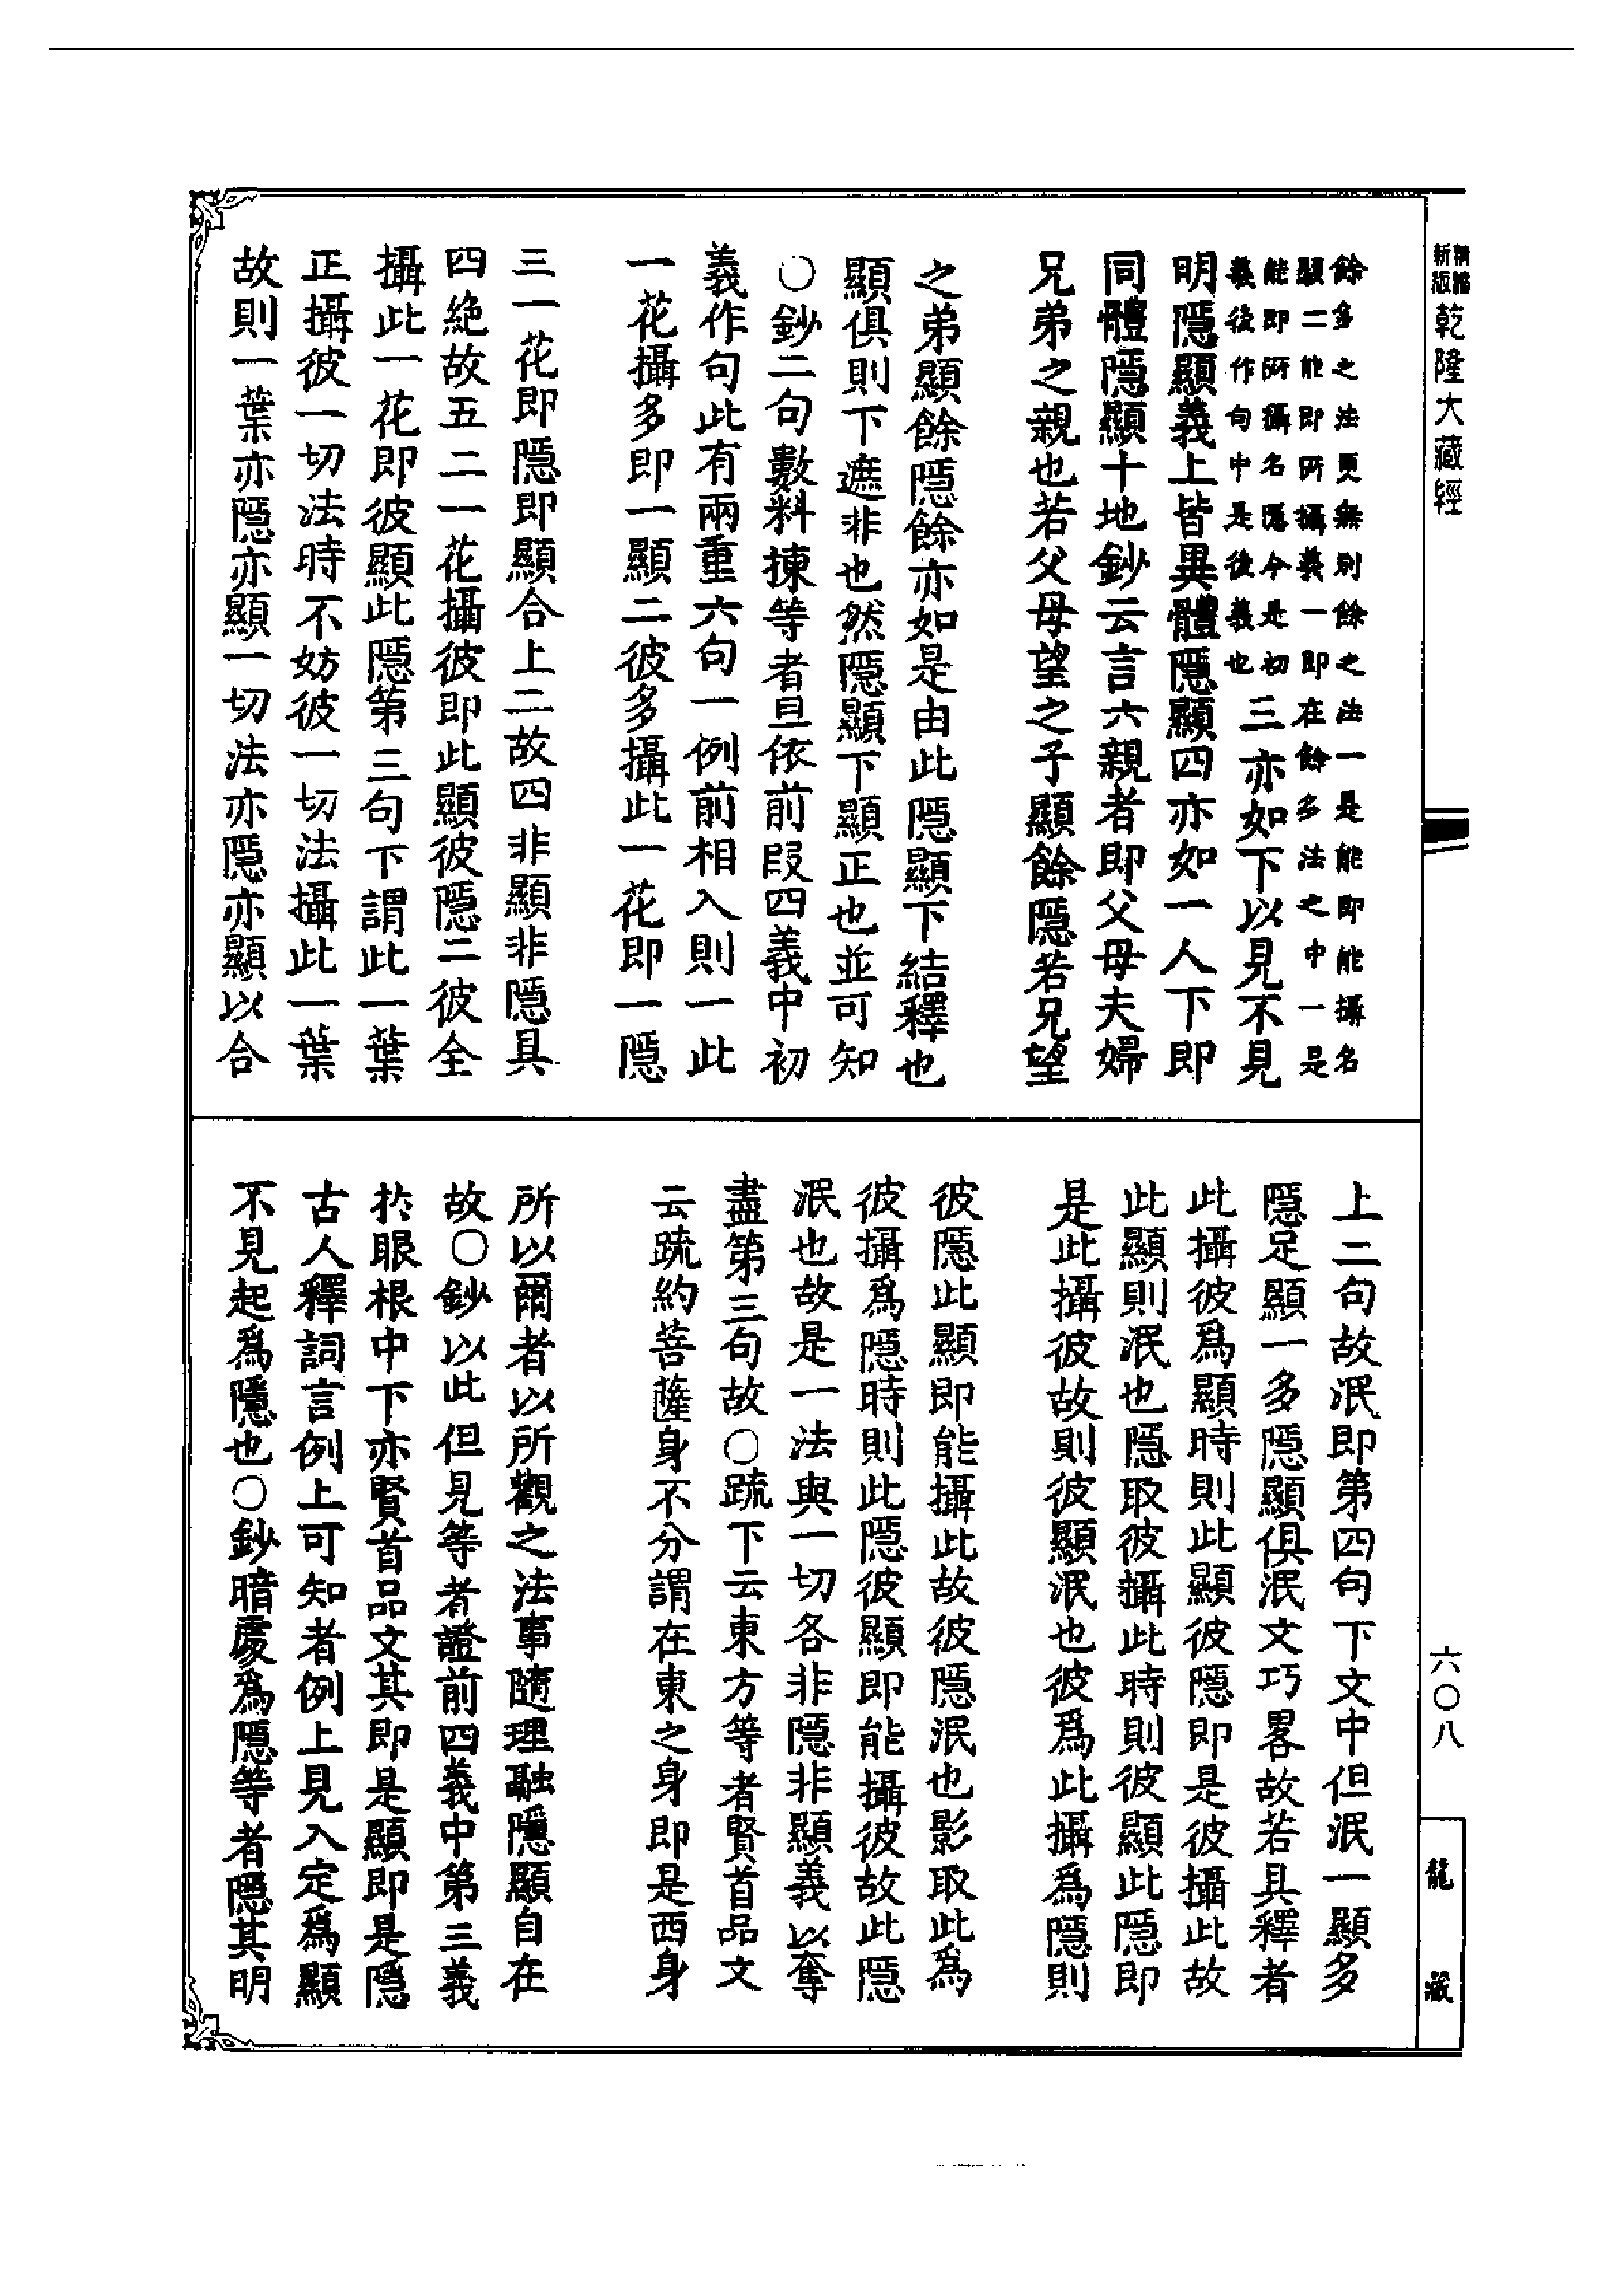 精編
新版
乾隆大藏經
六〇八
龍藏
餘多之法更無別餘之法一是能即能攝名
顯二能即所攝義一即在餘多法之中一是
能即所攝名隱今是初
義後作句中是後義也
三亦如下以見不見
明隱顯義上皆異體隱顯四亦如一人下即
同體隱顯十地鈔云言六親者即父母夫婦
兄弟之親也若父母望之子顯餘隱若兄望
之弟顯餘隱餘亦如是由此隱顯下結釋也
顯俱則下遮非也然隱顯下顯正也並可知
〇鈔二句數料揀等者且依前段四義中初
義作句此有兩重六句一例前相入則一此
一花攝多即一顯二彼多攝此一花即一隱
三一花即隱即顯合上二故四非顯非隱具
四絶故五二一花攝彼即此顯彼隱二彼全
攝此一花即彼顯此隱第三句下謂此一葉
正攝彼一切法時不妨彼一切法攝此一葉
故則一葉亦隱亦顯一切法亦隱亦顯以合
上二句故泯即第四句下文中但泯一顯多
隱足顯一多隱顯俱泯文巧畧故若具釋者
此攝彼爲顯時則此顯彼隱即是彼攝此故
此顯則泯也隱取彼攝此時則彼顯此隱即
是此攝彼故則彼顯泯也彼爲此攝爲隱則
彼隱此顯即能攝此故彼隱泯也影取此爲
彼攝爲隱時則此隱彼顯即能攝彼故此隱
泯也故是一法與一切各非隱非顯義以奪
盡第三句故〇䟽下云東方等者賢首品文
云䟽約菩薩身不分謂在東之身即是西身
所以爾者以所觀之法事隨理融隱顯自在
故〇鈔以此但見等者證前四義中第三義
於眼根中下亦賢首品文其即是顯即是隱
古人釋詞言例上可知者例上見入定爲顯
不見起爲隱也〇鈔暗處爲隱等者隱其明